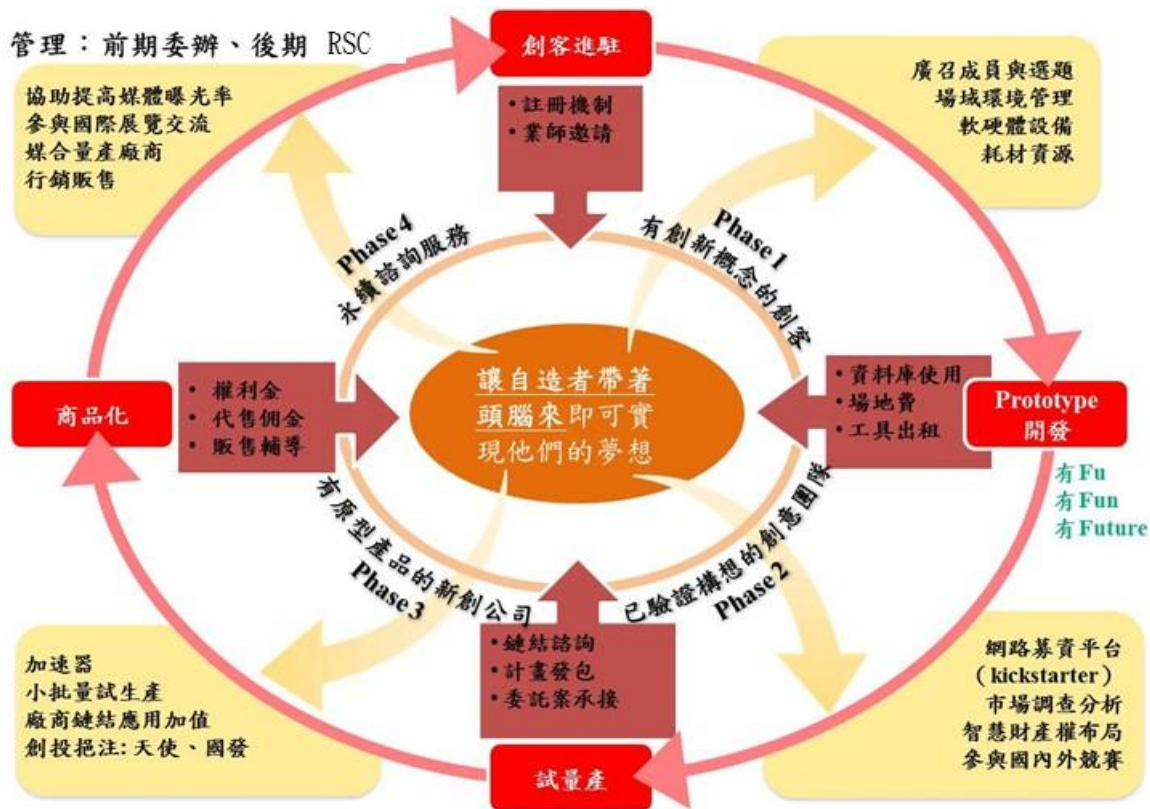 管理：前期委辦、後期 RSC
創客進駐
• 註冊機制
• 業師邀請
協助提高媒體曝光率
參與國際展覽交流
媒合量產廠商
行銷販售
廣召成員與選題
場域環境管理
軟硬體設備
耗材資源
Phase 4
永續諮詢服務
Phase 1
有創新概念的創客
商品化
• 權利金
• 代售佣金
• 販售輔導
讓自造者帶著
頭腦來即可實
現他們的夢想
• 資料庫使用
• 場地費
• 工具出租
Prototype
開發
有 Fu
有 Fun
有 Future
有原型產品的新創公司
Phase 3
已驗證構想的創意團隊
Phase 2
• 鏈結諮詢
• 計畫發包
• 委託案承接
試量產
加速器
小批量試生產
廠商鏈結應用加值
創投挹注: 天使、國發
網路募資平台
（kickstarter）
市場調查分析
智慧財產權布局
參與國內外競賽